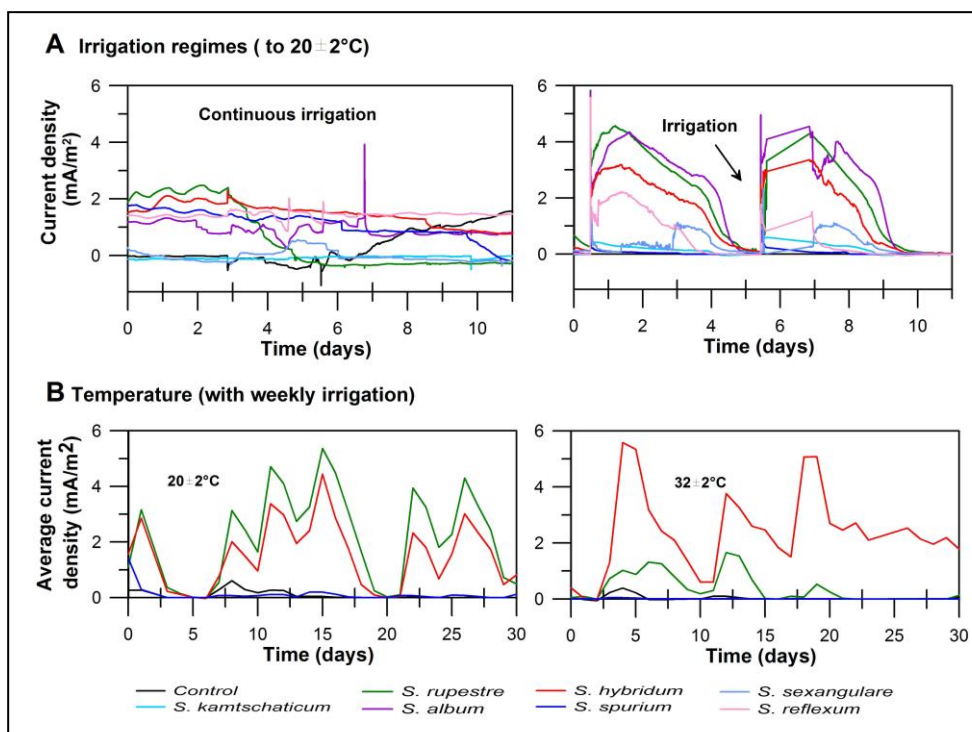 A Irrigation regimes ( to 20 ± 2°C)
Current density
(mA/m²)
6
4
2
0
Continuous irrigation
0 2 4 6 8 10
Time (days)
6
4
2
0
Irrigation
0 2 4 6 8 10
Time (days)
B Temperature (with weekly irrigation)
Average current
density (mA/m2)
6
4
2
0
20±2°C
0 5 10 15 20 25 30
Time (days)
6
4
2
0
32±2°C
0 5 10 15 20 25 30
Time (days)
Control S. rupestre S. hybridum S. sexangulare
S. kamtschaticum S. album S. spurium S. reflexum